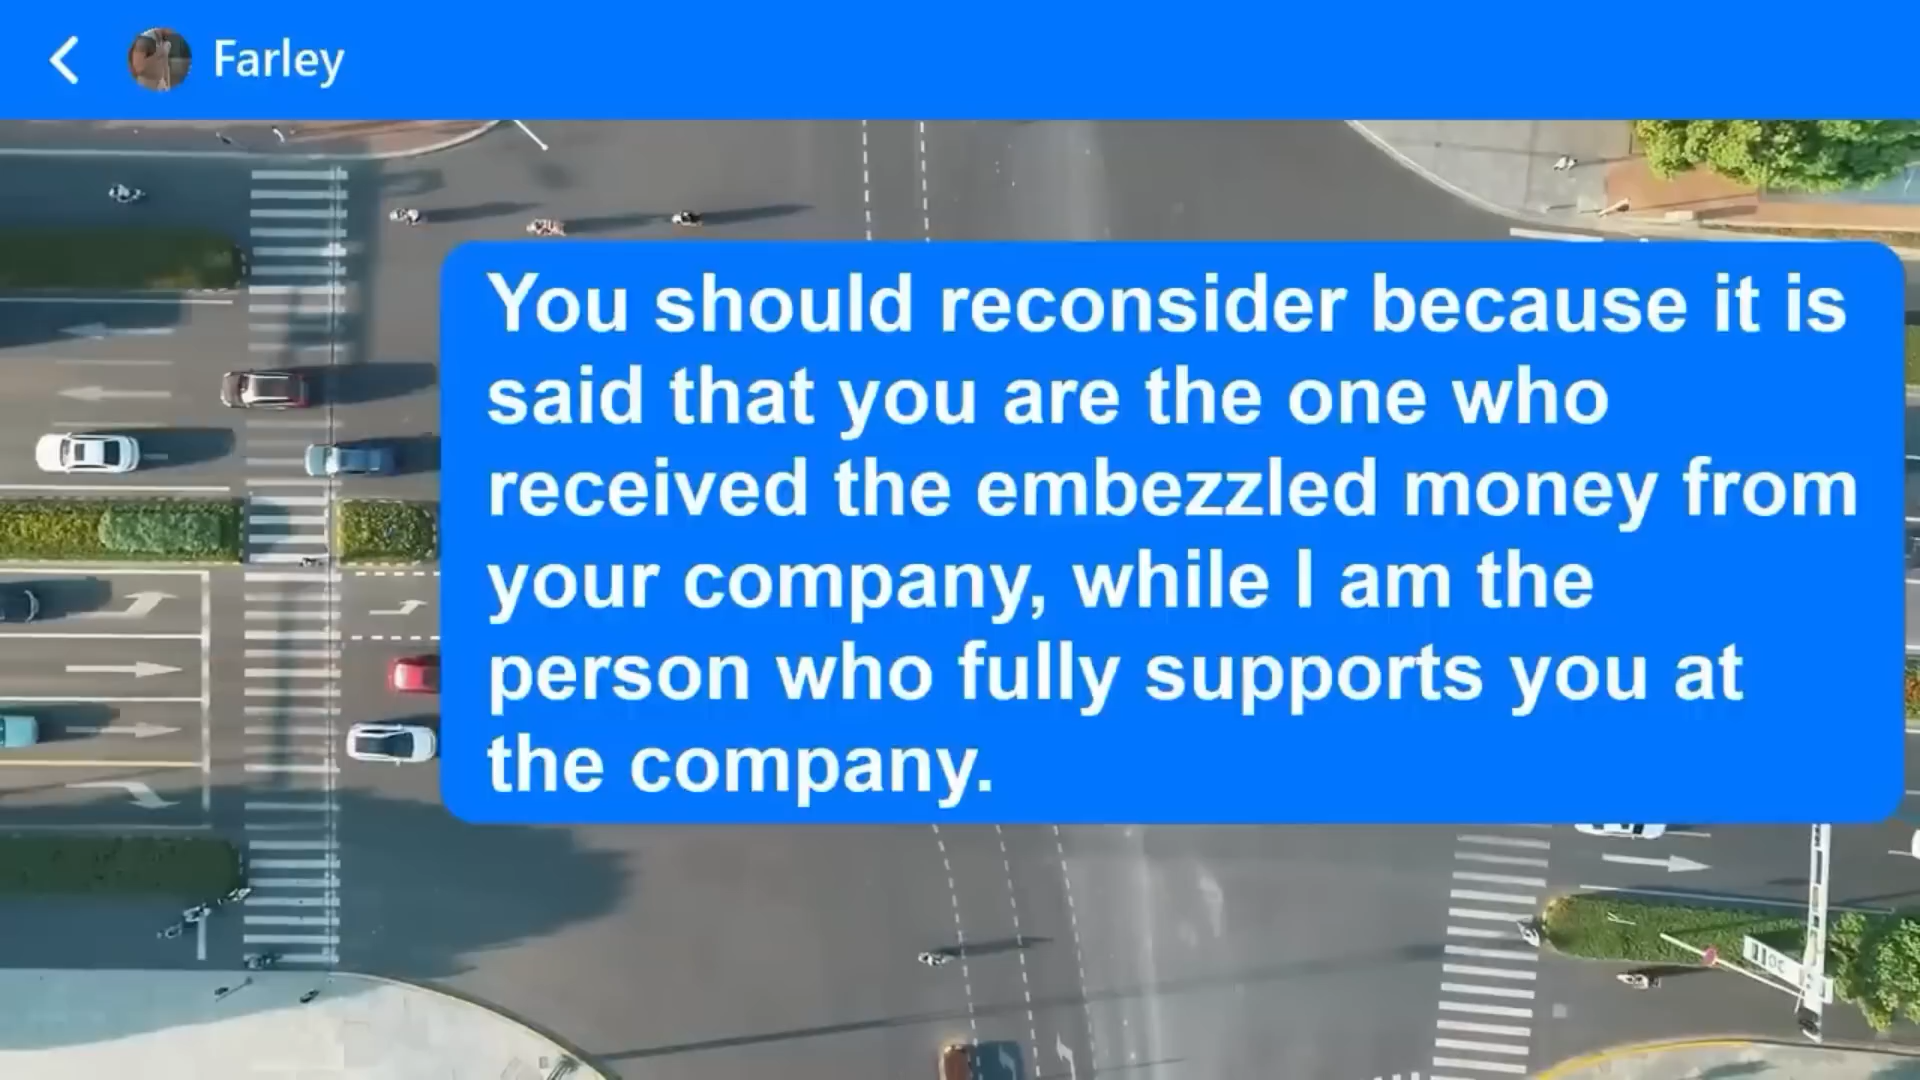 Farley
You should reconsider because it is
said that you are the one who
received the embezzled money from
your company, while I am the
person who fully supports you at
the company.